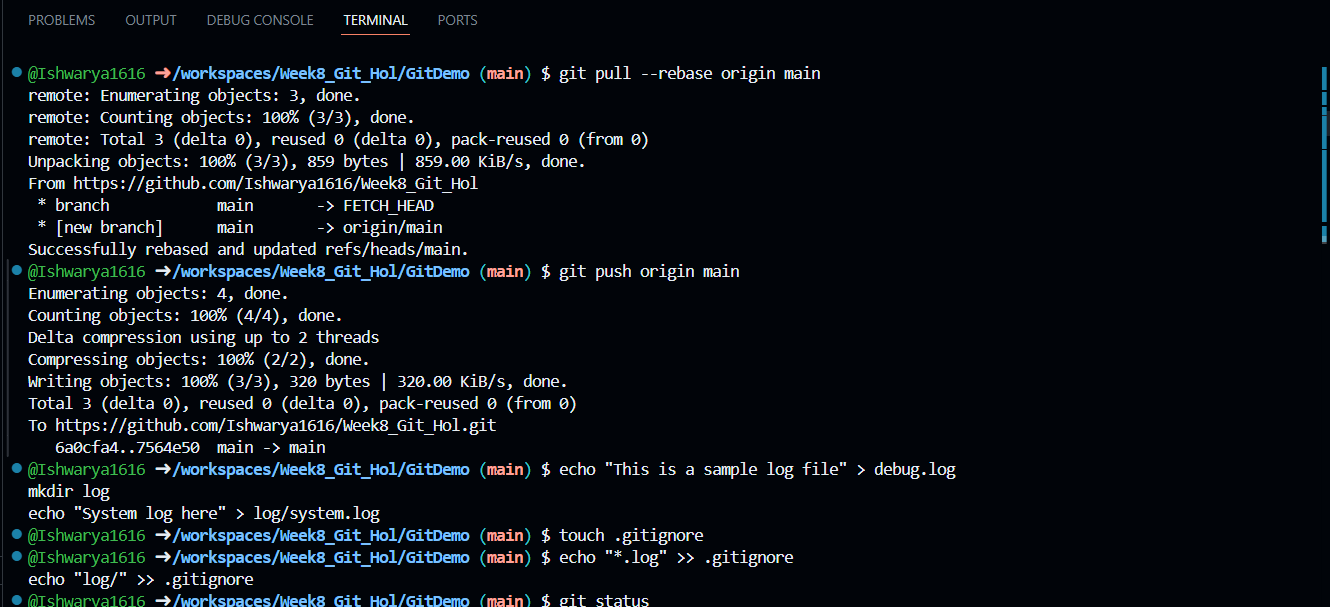 PROBLEMS OUTPUT DEBUG CONSOLE TERMINAL PORTS
@Ishwarya1616 ➜/workspaces/Week8_Git_Hol/GitDemo (main) $ git pull --rebase origin main
remote: Enumerating objects: 3, done.
remote: Counting objects: 100% (3/3), done.
remote: Total 3 (delta 0), reused 0 (delta 0), pack-reused 0 (from 0)
Unpacking objects: 100% (3/3), 859 bytes | 859.00 KiB/s, done.
From https://github.com/Ishwarya1616/Week8_Git_Hol
 * branch            main       -> FETCH_HEAD
 * [new branch]      main       -> origin/main
Successfully rebased and updated refs/heads/main.
@Ishwarya1616 ➜/workspaces/Week8_Git_Hol/GitDemo (main) $ git push origin main
Enumerating objects: 4, done.
Counting objects: 100% (4/4), done.
Delta compression using up to 2 threads
Compressing objects: 100% (2/2), done.
Writing objects: 100% (3/3), 320 bytes | 320.00 KiB/s, done.
Total 3 (delta 0), reused 0 (delta 0), pack-reused 0 (from 0)
To https://github.com/Ishwarya1616/Week8_Git_Hol.git
   6a0cfa4..7564e50  main -> main
@Ishwarya1616 ➜/workspaces/Week8_Git_Hol/GitDemo (main) $ echo "This is a sample log file" > debug.log
mkdir log
echo "System log here" > log/system.log
@Ishwarya1616 ➜/workspaces/Week8_Git_Hol/GitDemo (main) $ touch .gitignore
@Ishwarya1616 ➜/workspaces/Week8_Git_Hol/GitDemo (main) $ echo "*.log" >> .gitignore
echo "log/" >> .gitignore
@Ishwarya1616 ➜/workspaces/Week8_Git_Hol/GitDemo (main) $ git status